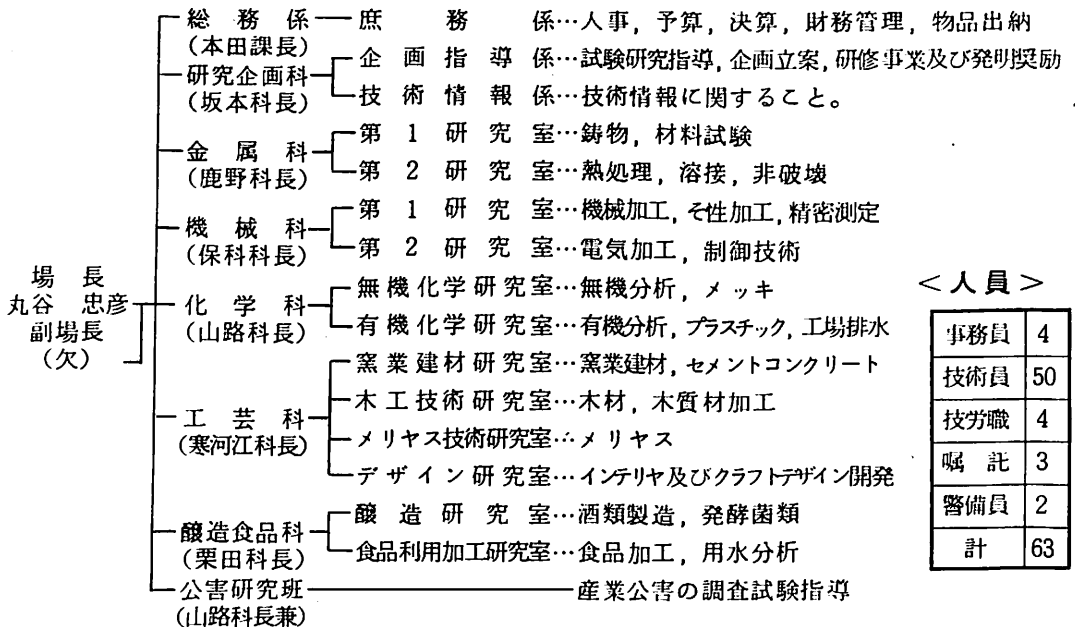 場長
丸谷 忠彦
副場長
(欠)
総務係
(本田課長)
庶務係…人事, 予算, 決算, 財務管理, 物品出納
研究企画科
(坂本科長)
企画指導係…試験研究指導, 企画立案, 研修事業及び発明奨励
技術情報係…技術情報に関すること。
金属科
(鹿野科長)
第1研究室…鋳物, 材料試験
第2研究室…熱処理, 溶接, 非破壊
機械科
(保科科長)
第1研究室…機械加工, そ性加工, 精密測定
第2研究室…電気加工, 制御技術
化学科
(山路科長)
無機化学研究室…無機分析, メッキ
有機化学研究室…有機分析, プラスチック, 工場排水
工芸科
(寒河江科長)
窯業建材研究室…窯業建材, セメントコンクリート
木工技術研究室…木材, 木質材加工
メリヤス技術研究室…メリヤス
デザイン研究室…インテリヤ及びクラフトデザイン開発
醸造食品科
(栗田科長)
醸造研究室…酒類製造, 発酵菌類
食品利用加工研究室…食品加工, 用水分析
公害研究班
(山路科長兼)
産業公害の調査試験指導
<人員>
事務員 4
技術員 50
技労職 4
嘱託 3
警備員 2
計 63